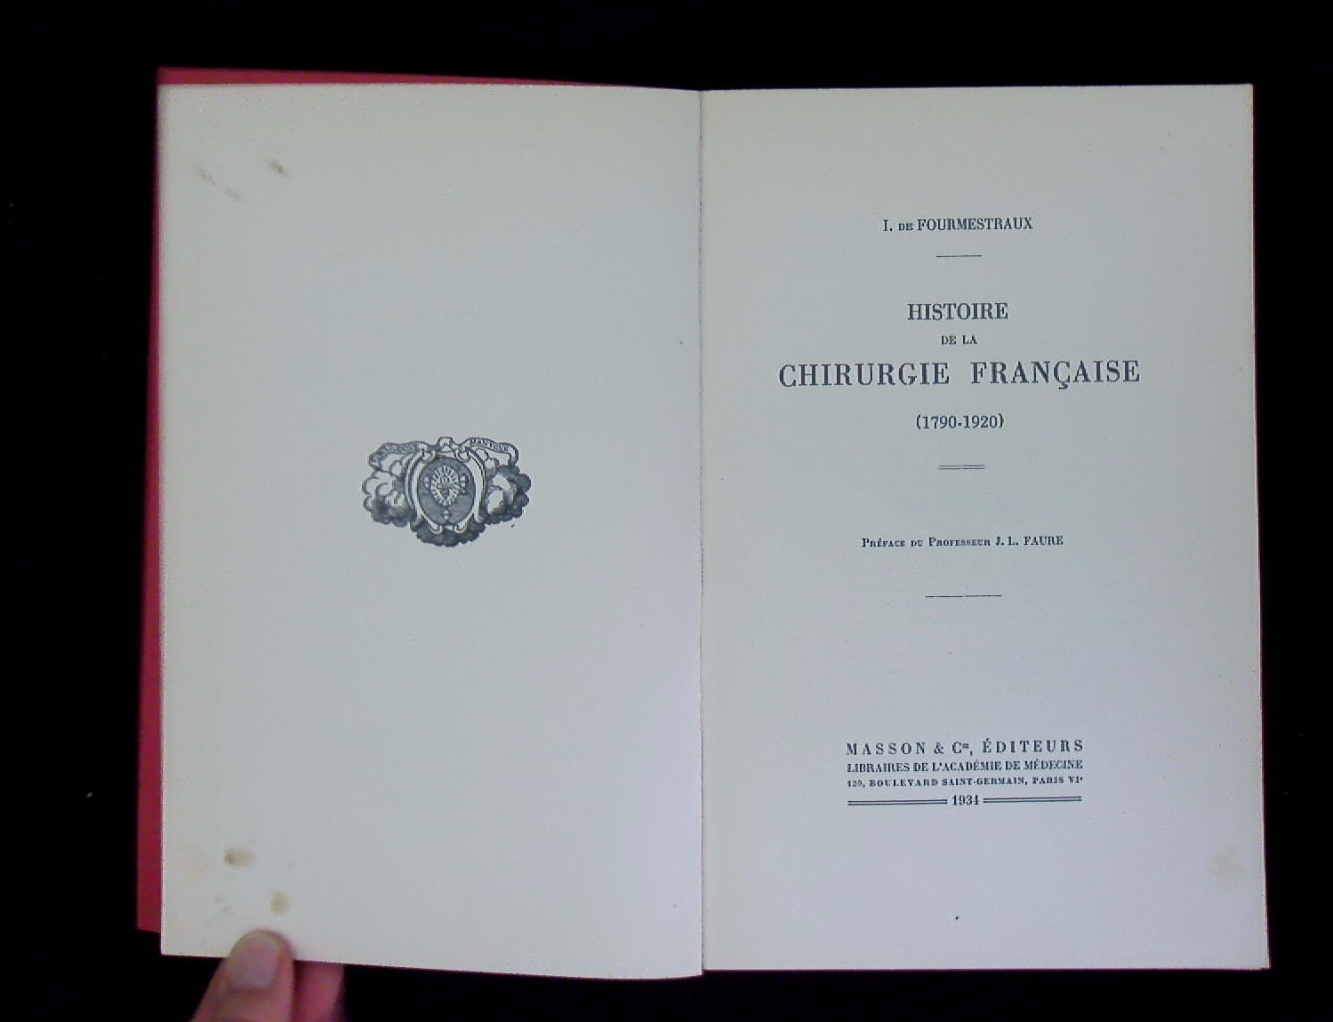 I. DE FOURMESTRAUX
HISTOIRE
DE LA
CHIRURGIE FRANÇAISE
(1790-1920)
PRÉFACE DU PROFESSEUR J. L. FAURE
MASSON & Cie, ÉDITEURS
LIBRAIRES DE L'ACADÉMIE DE MÉDECINE
120, BOULEVARD SAINT-GERMAIN, PARIS VIe
1934